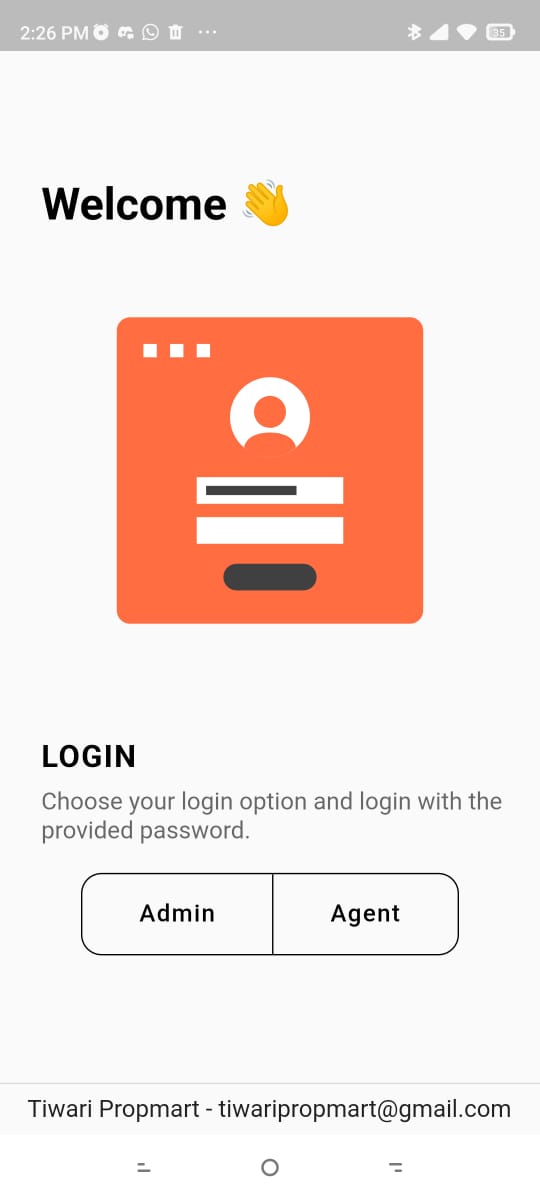 2:26 PM
35
Welcome 👋
LOGIN
Choose your login option and login with the
provided password.
Admin
Agent
Tiwari Propmart - tiwaripropmart@gmail.com